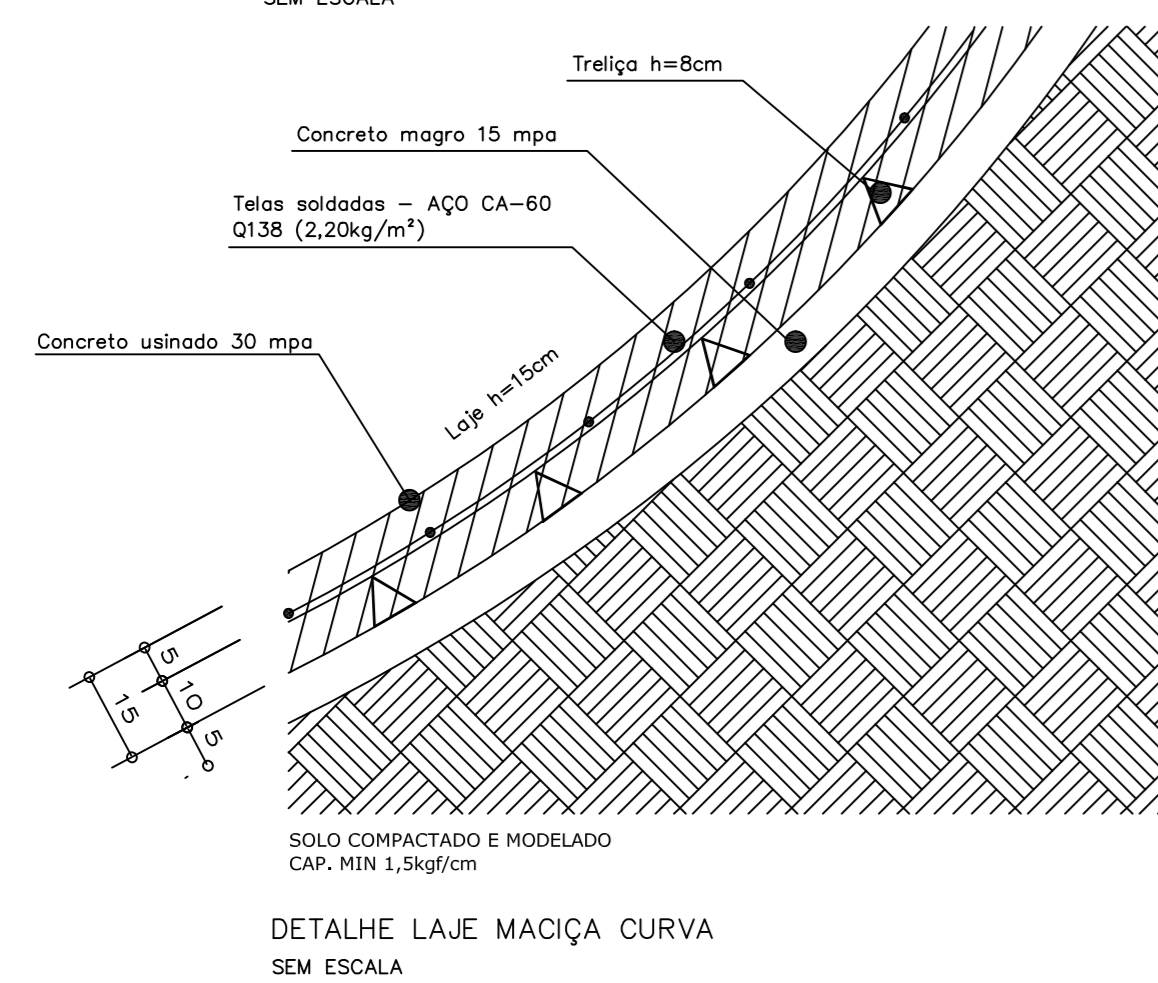 SEM ESCALA
Treliça h=8cm
Concreto magro 15 mpa
Telas soldadas – AÇO CA–60
Q138 (2,20kg/m²)
Concreto usinado 30 mpa
Laje h=15cm
5
10
5
15
SOLO COMPACTADO E MODELADO
CAP. MIN 1,5kgf/cm
DETALHE LAJE MACIÇA CURVA
SEM ESCALA